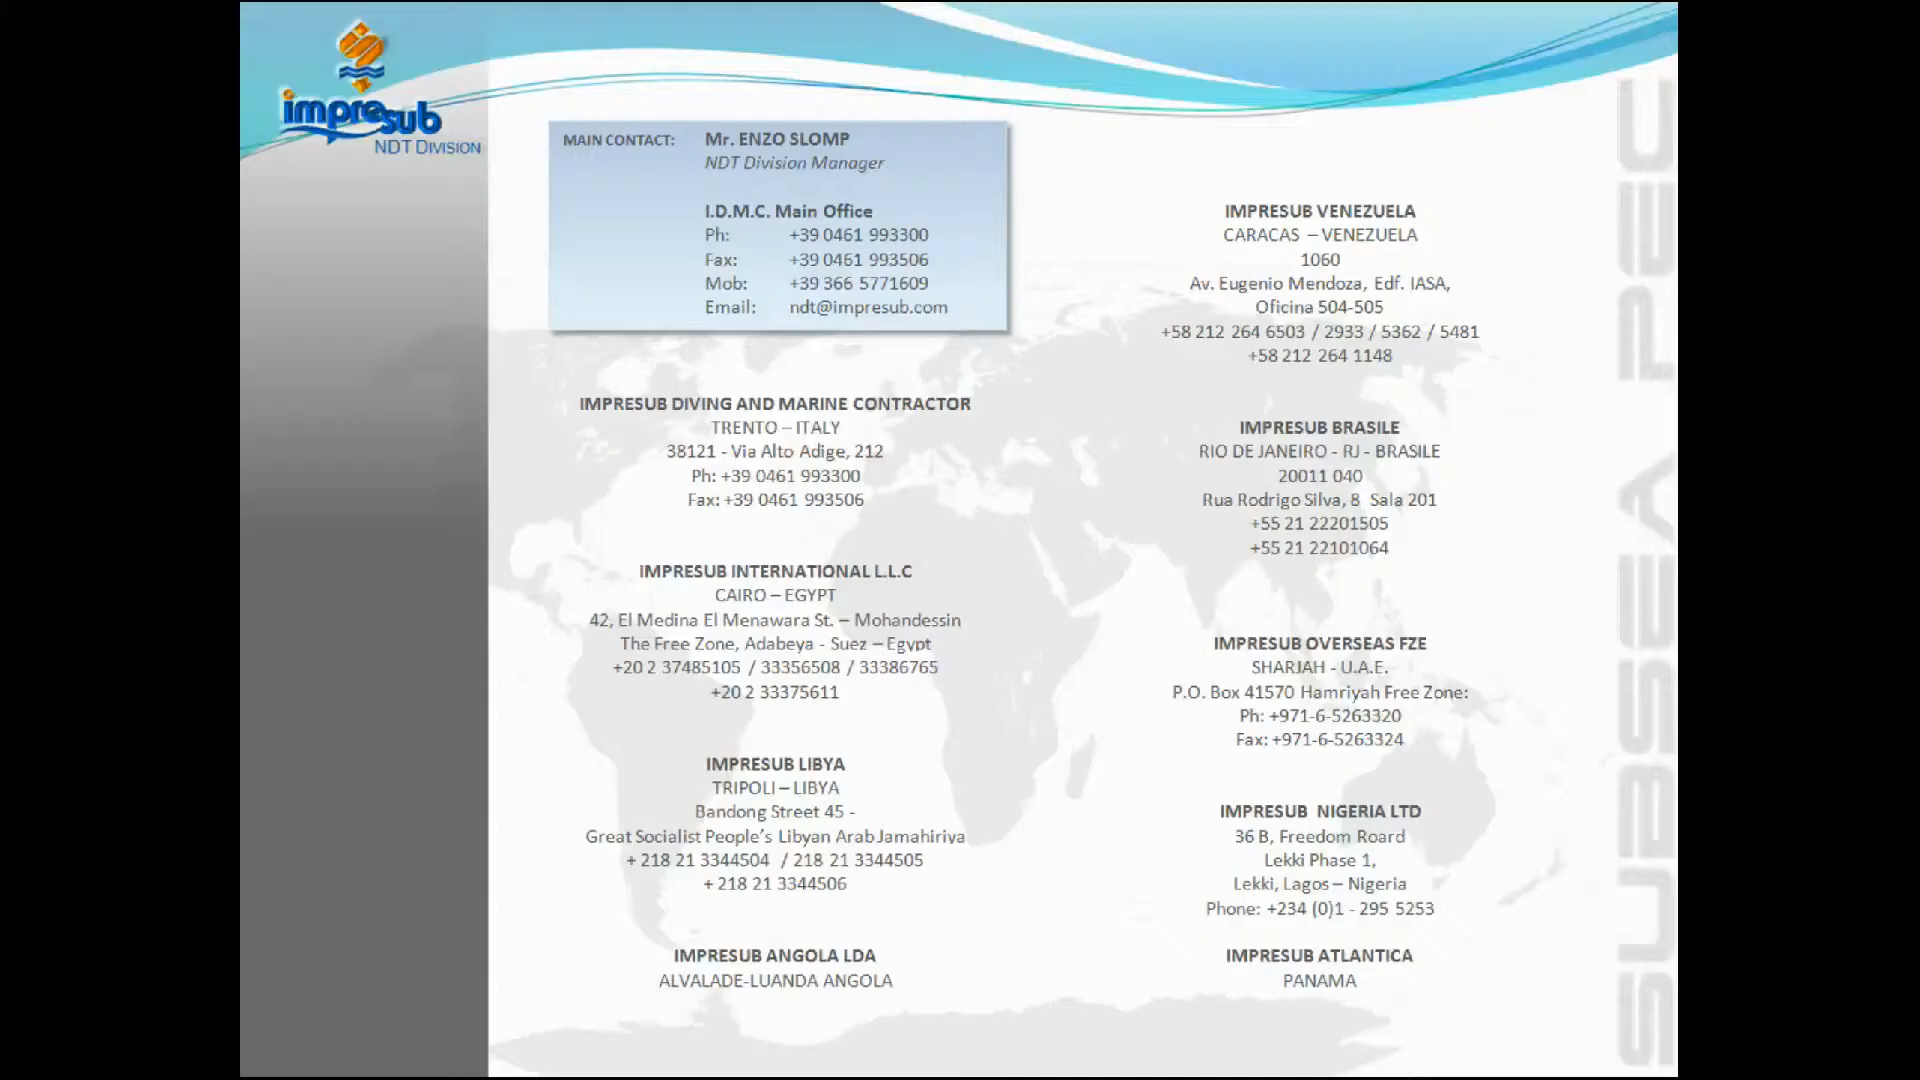 impresub
NDT DIVISION
MAIN CONTACT: Mr. ENZO SLOMP
NDT Division Manager
I.D.M.C. Main Office
Ph: +39 0461 993300
Fax: +39 0461 993506
Mob: +39 366 5771609
Email: ndt@impresub.com
IMPRESUB DIVING AND MARINE CONTRACTOR
TRENTO – ITALY
38121 - Via Alto Adige, 212
Ph: +39 0461 993300
Fax: +39 0461 993506
IMPRESUB INTERNATIONAL L.L.C
CAIRO – EGYPT
42, El Medina El Menawara St. – Mohandessin
The Free Zone, Adabeya - Suez – Egypt
+20 2 37485105 / 33356508 / 33386765
+20 2 33375611
IMPRESUB LIBYA
TRIPOLI – LIBYA
Bandong Street 45 -
Great Socialist People’s Libyan Arab Jamahiriya
+ 218 21 3344504 / 218 21 3344505
+ 218 21 3344506
IMPRESUB ANGOLA LDA
ALVALADE-LUANDA ANGOLA
IMPRESUB VENEZUELA
CARACAS – VENEZUELA
1060
Av. Eugenio Mendoza, Edf. IASA,
Oficina 504-505
+58 212 264 6503 / 2933 / 5362 / 5481
+58 212 264 1148
IMPRESUB BRASILE
RIO DE JANEIRO - RJ - BRASILE
20011 040
Rua Rodrigo Silva, 8 Sala 201
+55 21 22201505
+55 21 22101064
IMPRESUB OVERSEAS FZE
SHARJAH - U.A.E.
P.O. Box 41570 Hamriyah Free Zone:
Ph: +971-6-5263320
Fax: +971-6-5263324
IMPRESUB NIGERIA LTD
36 B, Freedom Roard
Lekki Phase 1,
Lekki, Lagos – Nigeria
Phone: +234 (0)1 - 295 5253
IMPRESUB ATLANTICA
PANAMA
SUBSEA PEC